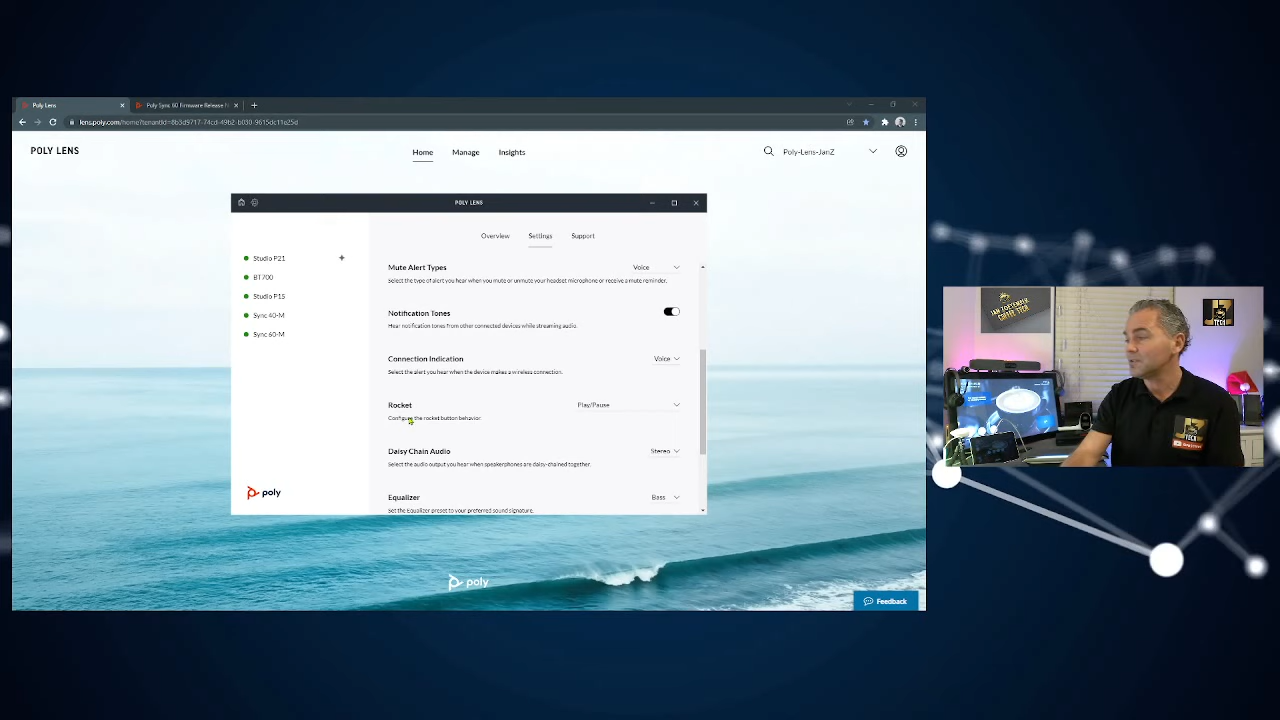 Poly Lens
Poly Sync 60 Firmware Release N
POLY LENS
Home
Manage
Insights
Poly-Lens-JanZ
POLY LENS
Studio P21
BT700
Studio P15
Sync 40-M
Sync 60-M
poly
Overview
Settings
Support
Mute Alert Types
Voice
Select the type of alert you hear when you mute or unmute your headset microphone or receive a mute reminder.
Notification Tones
Hear notification tones from other connected devices while streaming audio.
Connection Indication
Voice
Select the alert you hear when the device makes a wireless connection.
Rocket
Play/Pause
Configure the rocket button behavior.
Daisy Chain Audio
Stereo
Select the audio output you hear when speakerphones are daisy-chained together.
Equalizer
Bass
Set the Equalizer preset to your preferred sound signature.
poly
Feedback
TECH
TECH